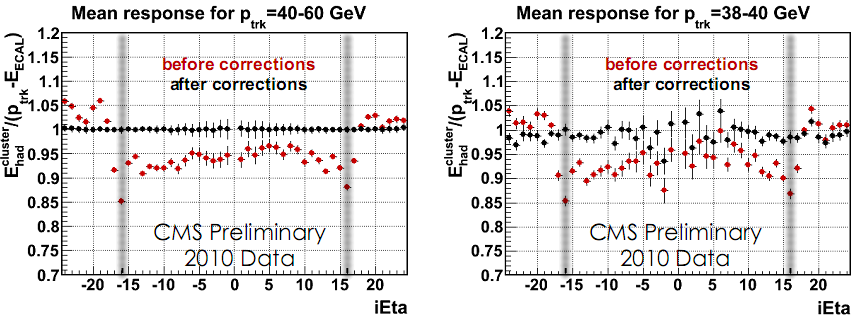 Mean response for p_trk=40-60 GeV
E_had^cluster/(p_trk-E_ECAL)
1.2
1.15
1.1
1.05
1
0.95
0.9
0.85
0.8
0.75
0.7
before corrections
after corrections
CMS Preliminary
2010 Data
-20 -15 -10 -5 0 5 10 15 20
iEta
Mean response for p_trk=38-40 GeV
E_had^cluster/(p_trk-E_ECAL)
1.2
1.15
1.1
1.05
1
0.95
0.9
0.85
0.8
0.75
0.7
before corrections
after corrections
CMS Preliminary
2010 Data
-20 -15 -10 -5 0 5 10 15 20
iEta